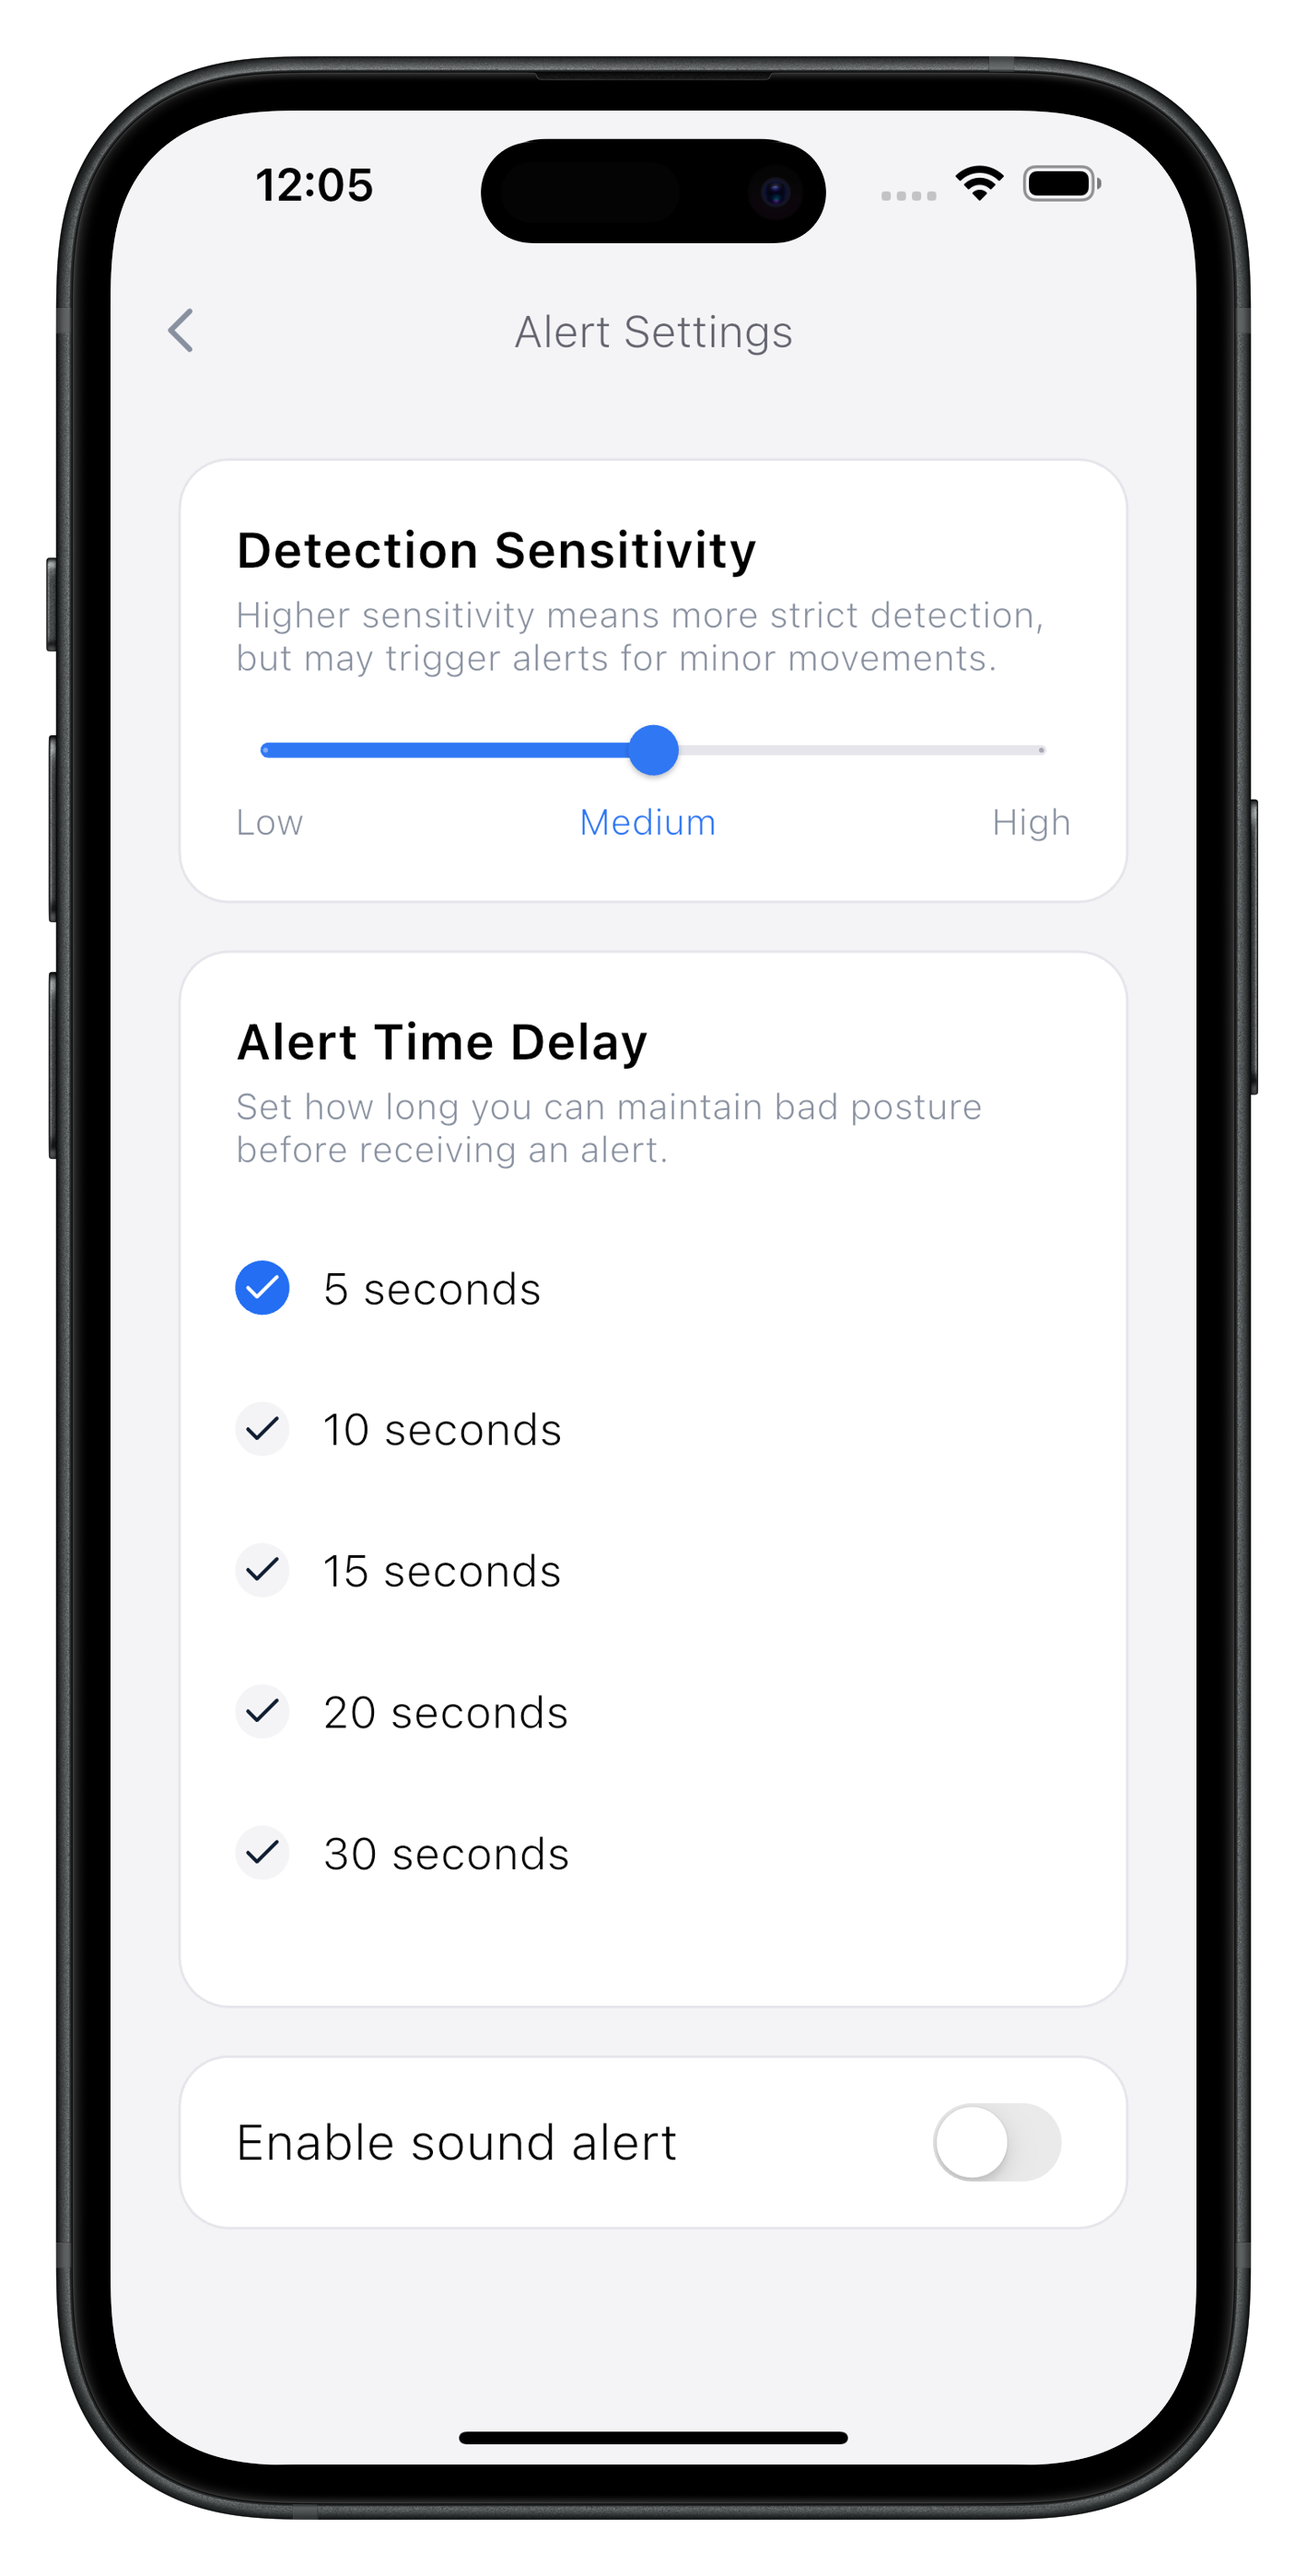 12:05
Alert Settings
Detection Sensitivity
Higher sensitivity means more strict detection,
but may trigger alerts for minor movements.
Low Medium High
Alert Time Delay
Set how long you can maintain bad posture
before receiving an alert.
5 seconds
10 seconds
15 seconds
20 seconds
30 seconds
Enable sound alert